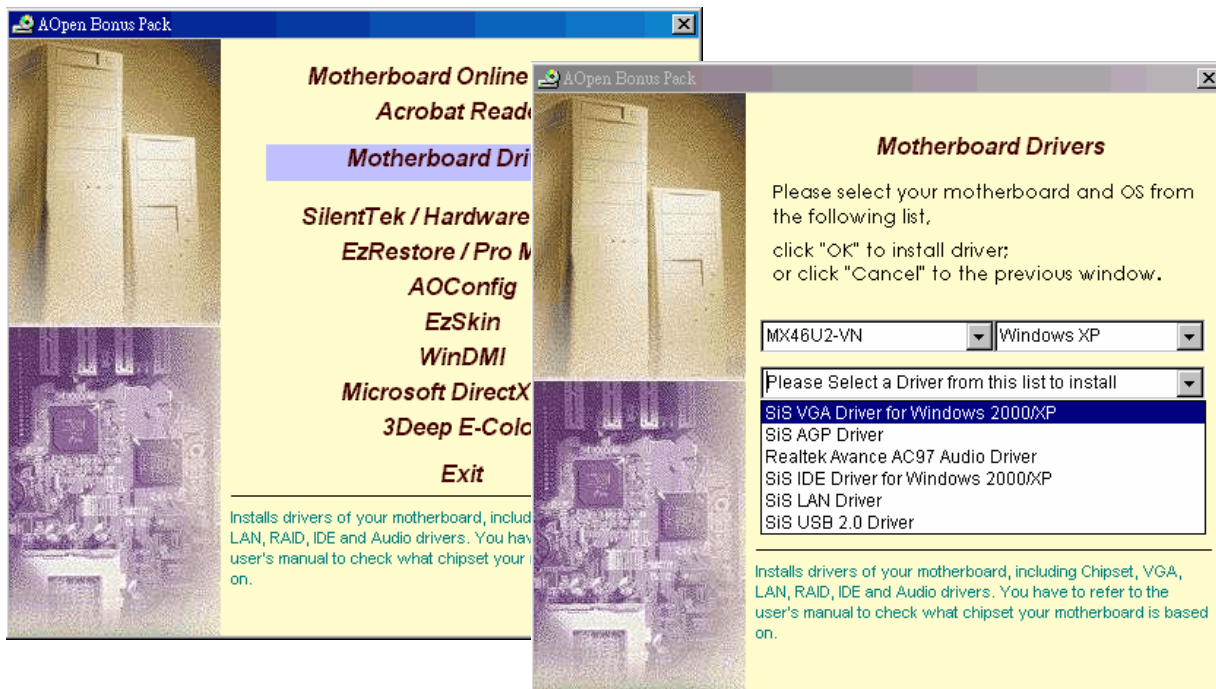 AOpen Bonus Pack
Motherboard Online
Acrobat Reade
Motherboard Dri
SilentTek / Hardware
EzRestore / Pro M
AOConfig
EzSkin
WinDMI
Microsoft DirectX
3Deep E-Colo
Exit
Installs drivers of your motherboard, includ
LAN, RAID, IDE and Audio drivers. You hav
user's manual to check what chipset your
on.
AOpen Bonus Pack
Motherboard Drivers
Please select your motherboard and OS from
the following list,
click "OK" to install driver;
or click "Cancel" to the previous window.
MX46U2-VN Windows XP
Please Select a Driver from this list to install
SiS VGA Driver for Windows 2000/XP
SiS AGP Driver
Realtek Avance AC97 Audio Driver
SiS IDE Driver for Windows 2000/XP
SiS LAN Driver
SiS USB 2.0 Driver
Installs drivers of your motherboard, including Chipset, VGA,
LAN, RAID, IDE and Audio drivers. You have to refer to the
user's manual to check what chipset your motherboard is based
on.